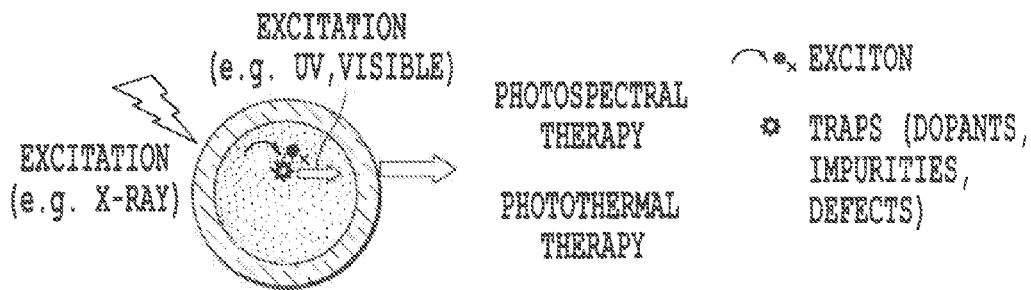 EXCITATION
(e.g. UV,VISIBLE)
EXCITATION
(e.g. X-RAY)
PHOTOSPECTRAL
THERAPY
PHOTOTHERMAL
THERAPY
EXCITON
TRAPS (DOPANTS,
IMPURITIES,
DEFECTS)